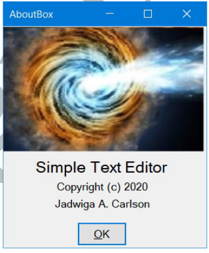 AboutBox
Simple Text Editor
Copyright (c) 2020
Jadwiga A. Carlson
OK